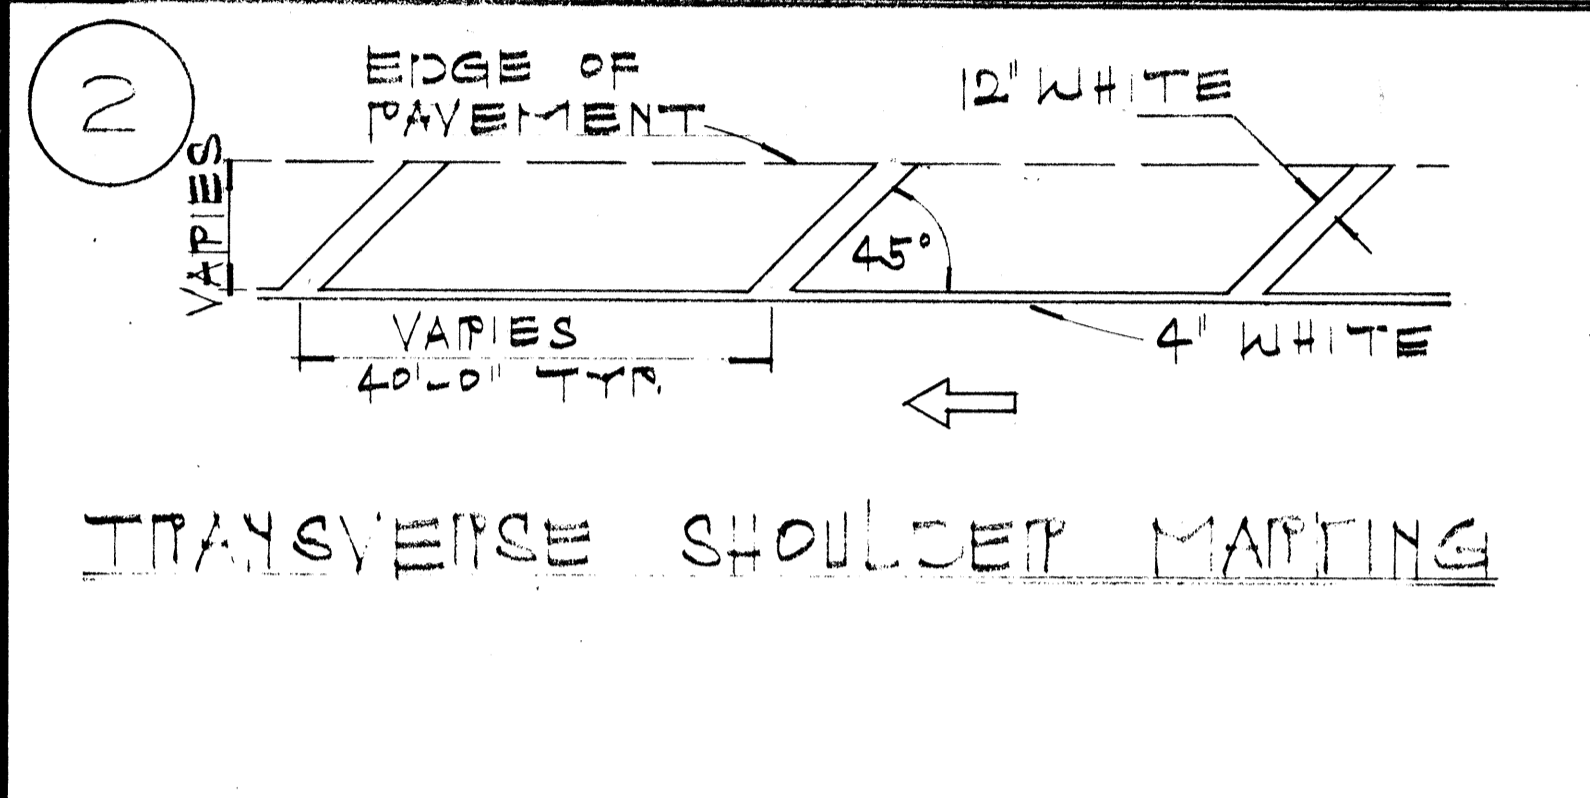 2
EDGE OF
PAVEMENT
12" WHITE
VARIES
45°
VARIES
40'-0" TYP.
4" WHITE
TRANSVERSE SHOULDER MARKING